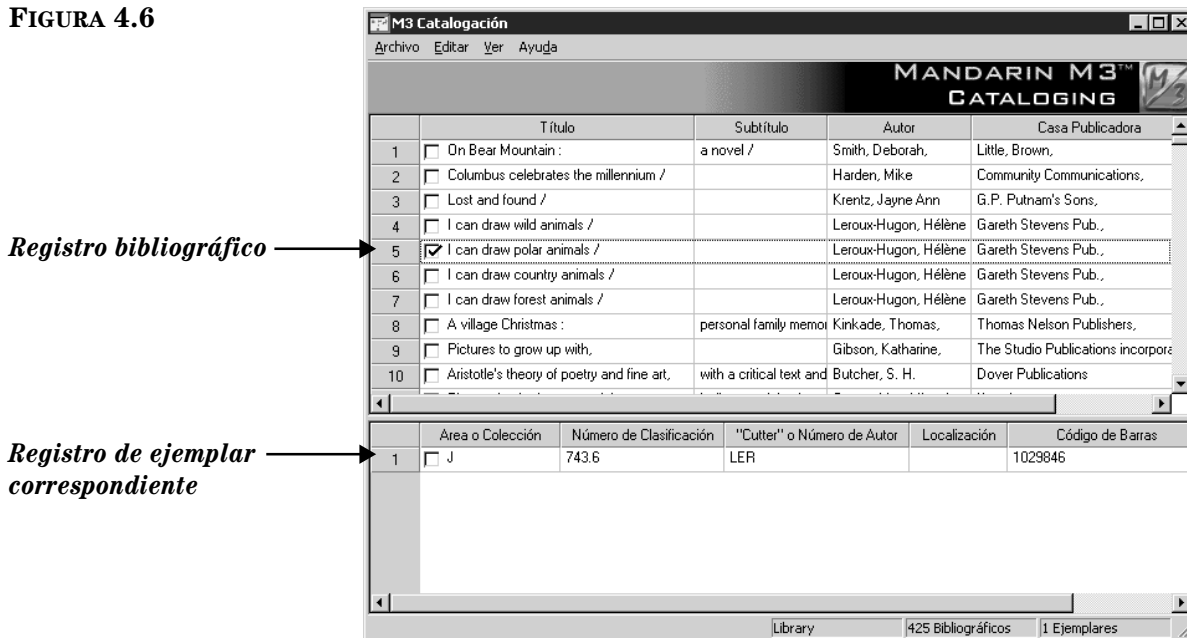 FIGURA 4.6
M3 Catalogación
Archivo Editar Ver Ayuda
MANDARIN M3™
CATALOGING
M/3
Título Subtítulo Autor Casa Publicadora
1 On Bear Mountain : a novel / Smith, Deborah, Little, Brown,
2 Columbus celebrates the millennium / Harden, Mike Community Communications,
3 Lost and found / Krentz, Jayne Ann G.P. Putnam's Sons,
4 I can draw wild animals / Leroux-Hugon, Hélène Gareth Stevens Pub.,
Registro bibliográfico
5 I can draw polar animals / Leroux-Hugon, Hélène Gareth Stevens Pub.,
6 I can draw country animals / Leroux-Hugon, Hélène Gareth Stevens Pub.,
7 I can draw forest animals / Leroux-Hugon, Hélène Gareth Stevens Pub.,
8 A village Christmas : personal family memor Kinkade, Thomas, Thomas Nelson Publishers,
9 Pictures to grow up with, Gibson, Katharine, The Studio Publications incorpora
10 Aristotle's theory of poetry and fine art, with a critical text and Butcher, S. H. Dover Publications
Area o Colección Número de Clasificación "Cutter" o Número de Autor Localización Código de Barras
Registro de ejemplar
correspondiente
1 J 743.6 LER 1029846
Library 425 Bibliográficos 1 Ejemplares